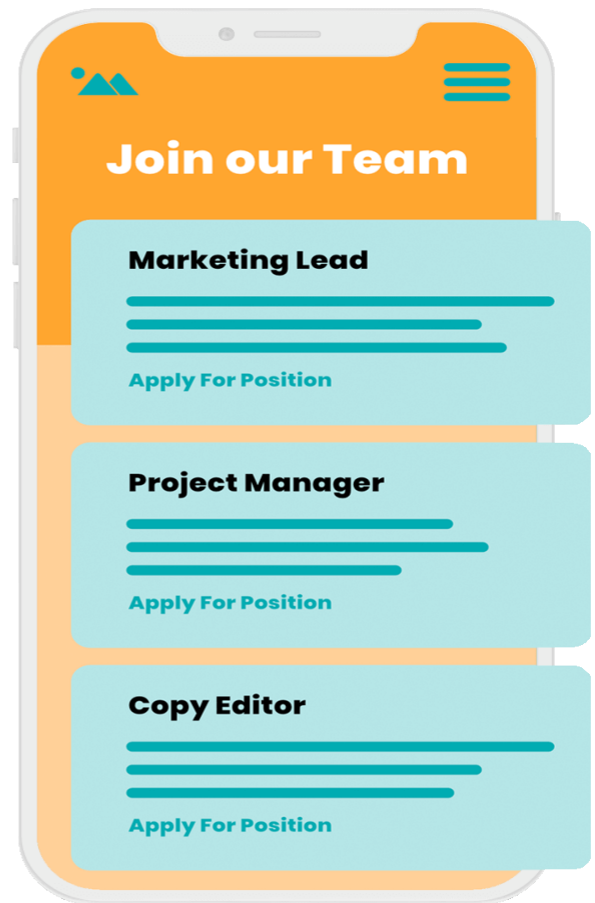 Join our Team
Marketing Lead
Apply For Position
Project Manager
Apply For Position
Copy Editor
Apply For Position